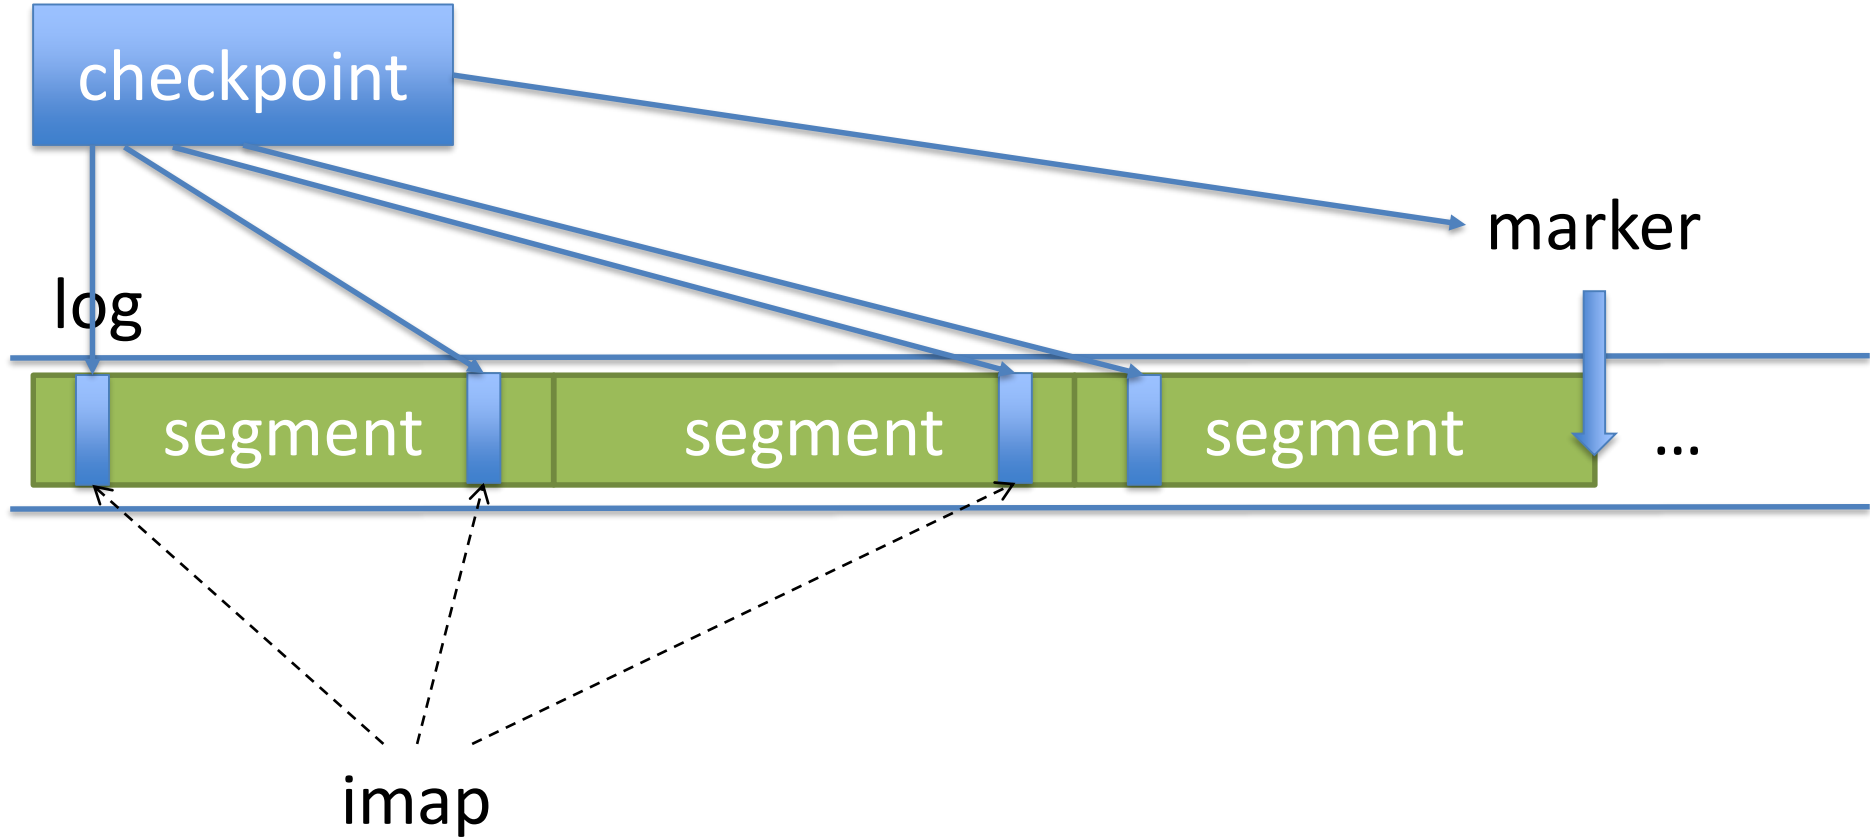 checkpoint
marker
log
segment segment segment ...
imap